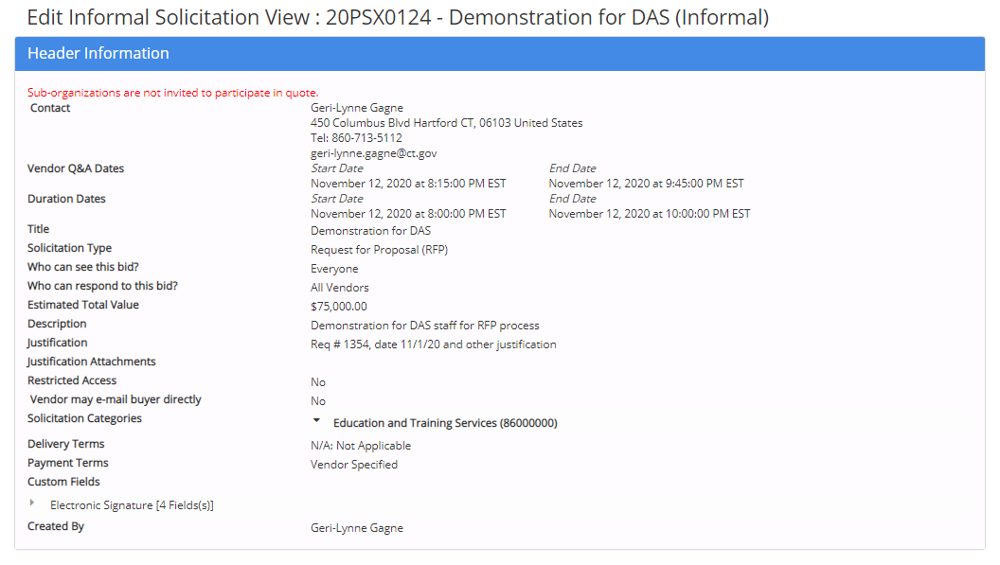 Edit Informal Solicitation View : 20PSX0124 - Demonstration for DAS (Informal)
Header Information
Sub-organizations are not invited to participate in quote.
Contact Geri-Lynne Gagne
450 Columbus Blvd Hartford CT, 06103 United States
Tel: 860-713-5112
geri-lynne.gagne@ct.gov
Vendor Q&A Dates Start Date End Date
November 12, 2020 at 8:15:00 PM EST November 12, 2020 at 9:45:00 PM EST
Duration Dates Start Date End Date
November 12, 2020 at 8:00:00 PM EST November 12, 2020 at 10:00:00 PM EST
Title Demonstration for DAS
Solicitation Type Request for Proposal (RFP)
Who can see this bid? Everyone
Who can respond to this bid? All Vendors
Estimated Total Value $75,000.00
Description Demonstration for DAS staff for RFP process
Justification Req # 1354, date 11/1/20 and other justification
Justification Attachments
Restricted Access No
Vendor may e-mail buyer directly No
Solicitation Categories Education and Training Services (86000000)
Delivery Terms N/A: Not Applicable
Payment Terms Vendor Specified
Custom Fields
Electronic Signature [4 Fields(s)]
Created By Geri-Lynne Gagne